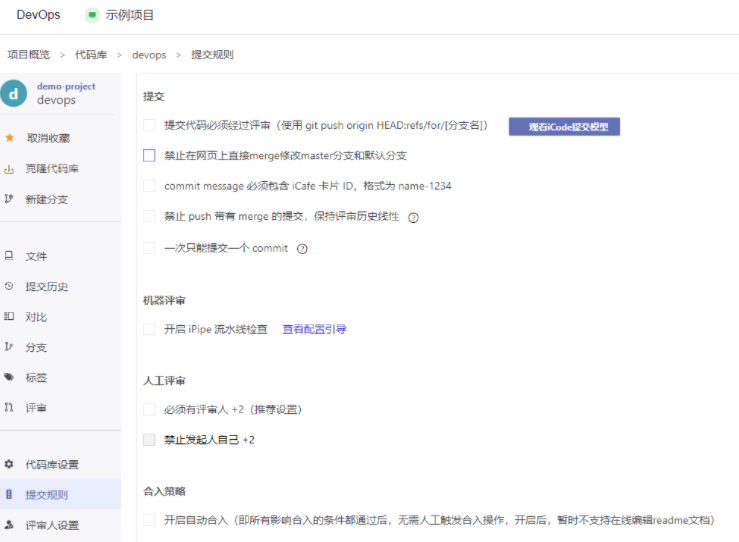 DevOps 示例项目
项目概览 > 代码库 > devops > 提交规则
d
demo-project
devops
取消收藏
克隆代码库
新建分支
文件
提交历史
对比
分支
标签
评审
代码库设置
提交规则
评审人设置
提交
提交代码必须经过评审（使用 git push origin HEAD:refs/for/[分支名]） 观看iCode提交模型
禁止在网页上直接merge修改master分支和默认分支
commit message 必须包含 iCafe 卡片 ID，格式为 name-1234
禁止 push 带有 merge 的提交，保持评审历史线性 ?
一次只能提交一个 commit ?
机器评审
开启 iPipe 流水线检查 查看配置引导
人工评审
必须有评审人 +2（推荐设置）
禁止发起人自己 +2
合入策略
开启自动合入（即所有影响合入的条件都通过后，无需人工触发合入操作，开启后，暂时不支持在线编辑readme文档）